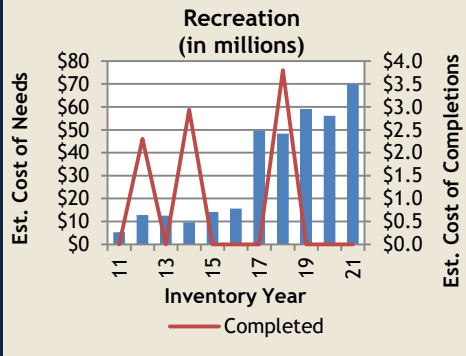 Recreation
(in millions)
Est. Cost of Needs
$80
$70
$60
$50
$40
$30
$20
$10
$0
$4.0
$3.5
$3.0
$2.5
$2.0
$1.5
$1.0
$0.5
$0.0
Est. Cost of Completions
11 13 15 17 19 21
Inventory Year
Completed